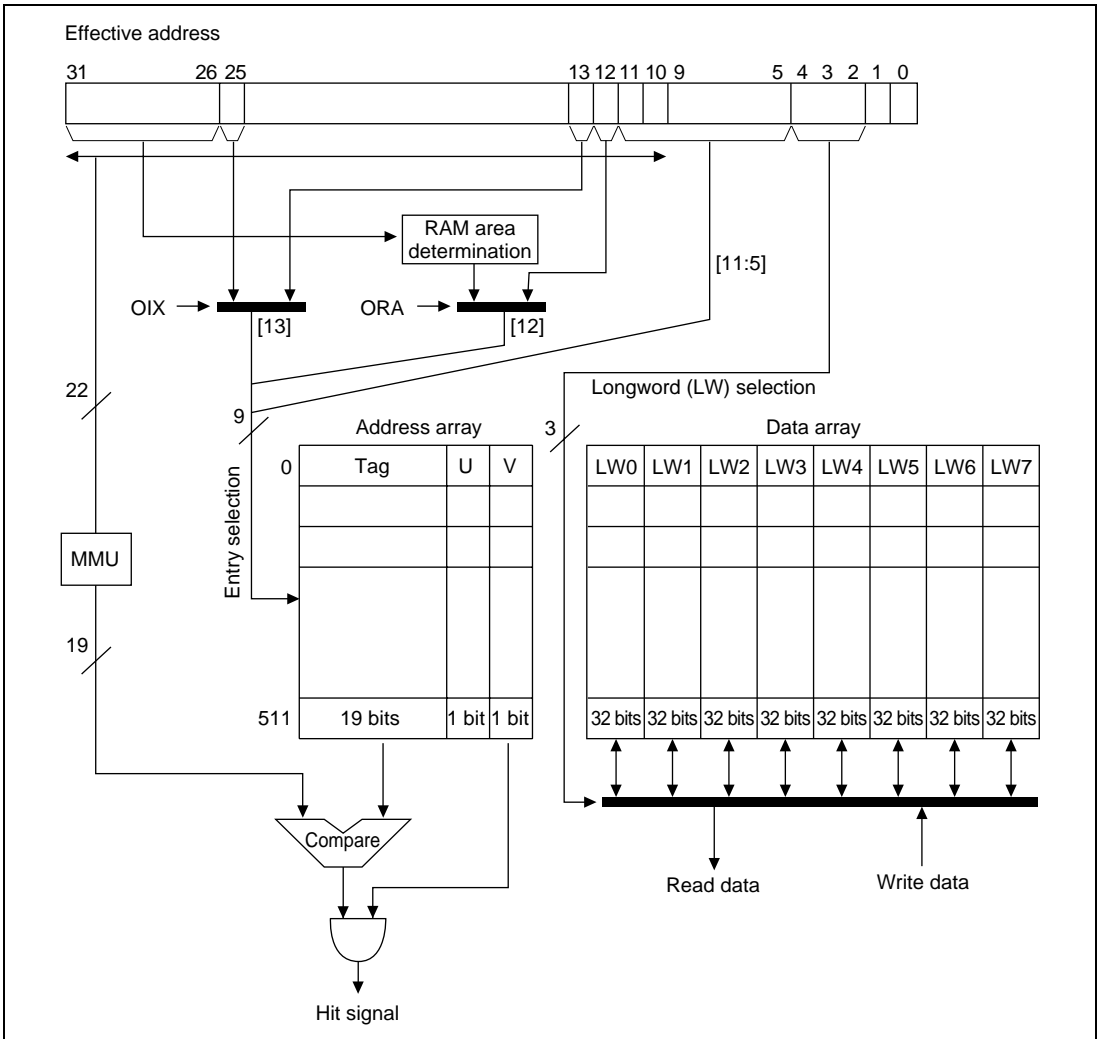 Effective address
31 26 25 13 12 11 10 9 5 4 3 2 1 0
RAM area
determination
[11:5]
OIX
ORA
[13]
[12]
22
Longword (LW) selection
9
3
Address array
Data array
Entry selection
0 Tag U V
LW0 LW1 LW2 LW3 LW4 LW5 LW6 LW7
MMU
19
511 19 bits 1 bit 1 bit
32 bits 32 bits 32 bits 32 bits 32 bits 32 bits 32 bits 32 bits
Compare
Read data
Write data
Hit signal